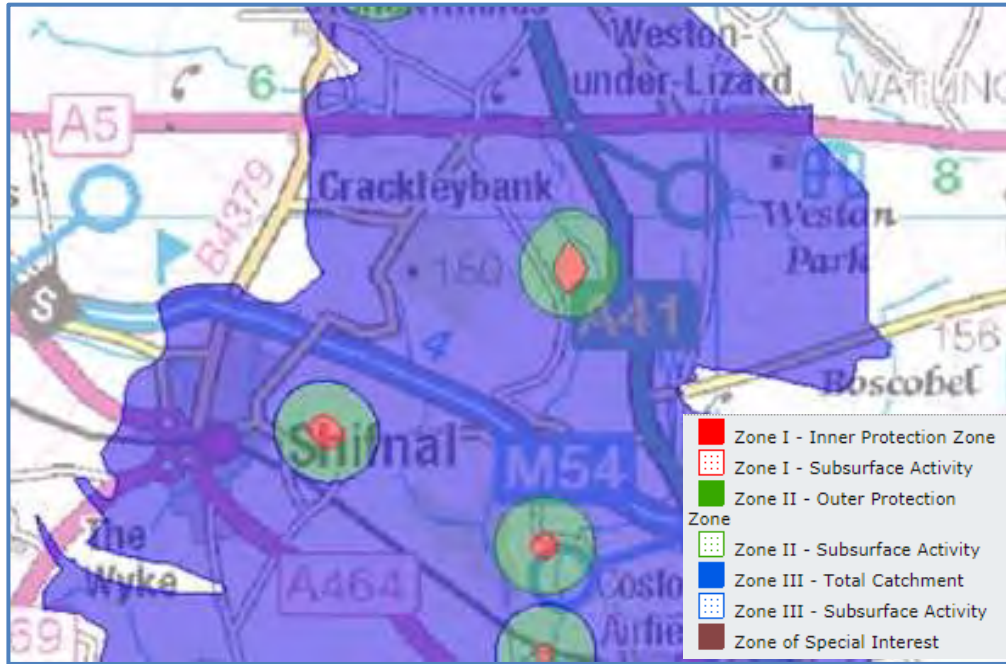 Weston-
under-Lizard
WATLING
6
A5
8
Crackleybank
B4379
Weston
Park
180
A41
S
4
156
Boscobel
Shifnal
M54
The
Wyke
A464
Zone I - Inner Protection Zone
Zone I - Subsurface Activity
Zone II - Outer Protection
Zone
Zone II - Subsurface Activity
Zone III - Total Catchment
Zone III - Subsurface Activity
Zone of Special Interest